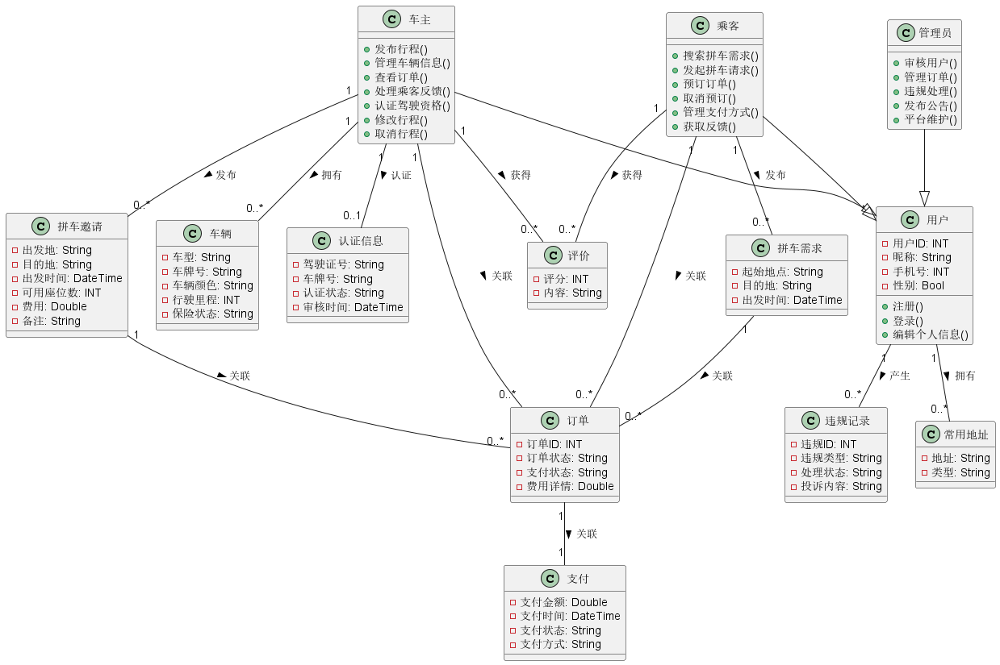 车主
发布行程()
管理车辆信息()
查看订单()
处理乘客反馈()
认证驾驶资格()
修改行程()
取消行程()
乘客
搜索拼车需求()
发起拼车请求()
预订订单()
取消预订()
管理支付方式()
获取反馈()
管理员
审核用户()
管理订单()
违规处理()
发布公告()
平台维护()
1
1
1
1
1
1
1
1
发布
拥有
认证
获得
获得
发布
0..*
0..*
0..1
0..*
0..*
0..*
拼车邀请
出发地: String
目的地: String
出发时间: DateTime
可用座位数: INT
费用: Double
备注: String
车辆
车型: String
车牌号: String
车辆颜色: String
行驶里程: INT
保险状态: String
认证信息
驾驶证号: String
车牌号: String
认证状态: String
审核时间: DateTime
关联
评价
评分: INT
内容: String
关联
拼车需求
起始地点: String
目的地: String
出发时间: DateTime
用户
用户ID: INT
昵称: String
手机号: INT
性别: Bool
注册()
登录()
编辑个人信息()
1
1
1
1
关联
关联
产生
拥有
0..*
0..*
0..*
0..*
0..*
0..*
订单
订单ID: INT
订单状态: String
支付状态: String
费用详情: Double
违规记录
违规ID: INT
违规类型: String
处理状态: String
投诉内容: String
常用地址
地址: String
类型: String
1
关联
1
支付
支付金额: Double
支付时间: DateTime
支付状态: String
支付方式: String